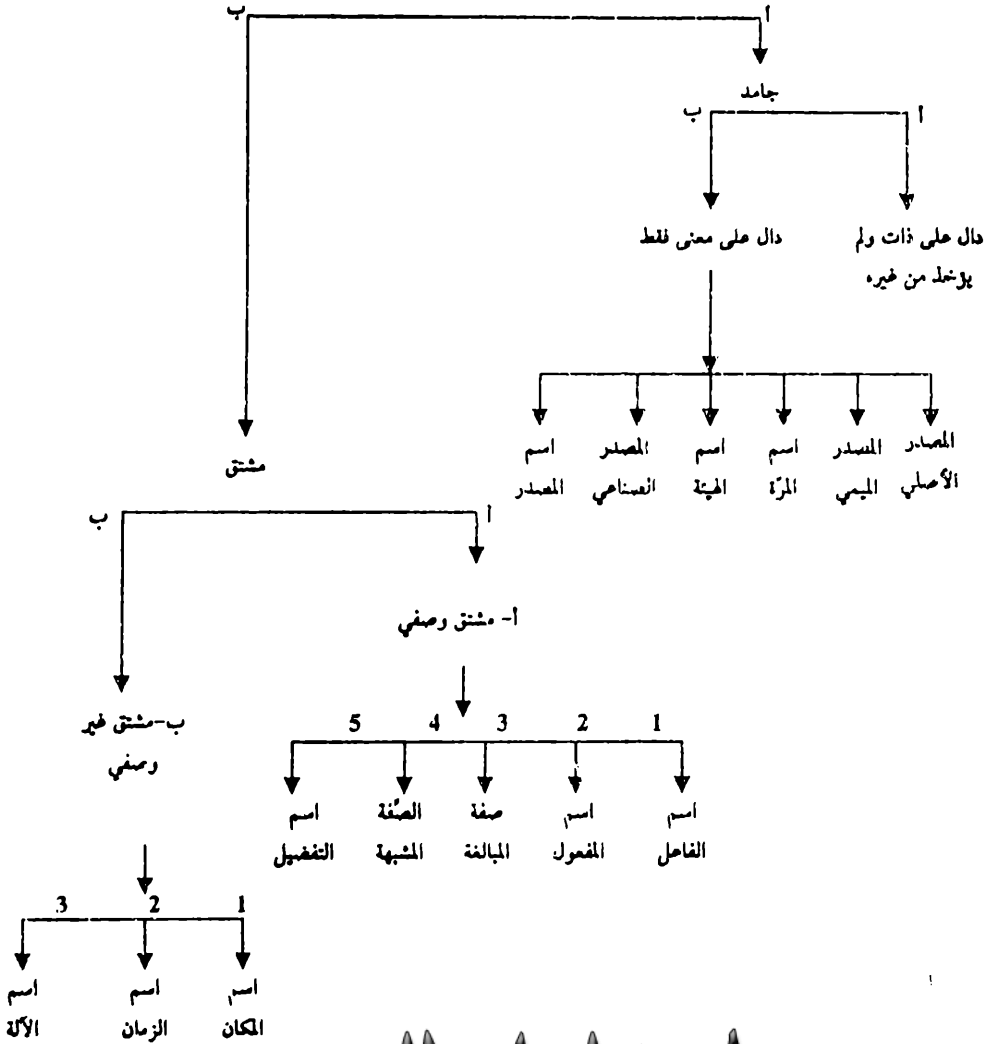 أ ب
جامد
أ ب
دال على ذات ولم
يؤخذ من غيره
دال على معنى فقط
المصدر
الأصلي
المصدر
الميمي
اسم
المرّة
اسم
الهيئة
المصدر
الصناعي
اسم
المصدر
مشتق
أ ب
أ- مشتق وصفي
1 2 3 4 5
اسم
الفاعل
اسم
المفعول
صفة
المبالغة
الصّفة
المشبهة
اسم
التفضيل
ب-مشتق غير
وصفي
1 2 3
اسم
المكان
اسم
الزمان
اسم
الآلة